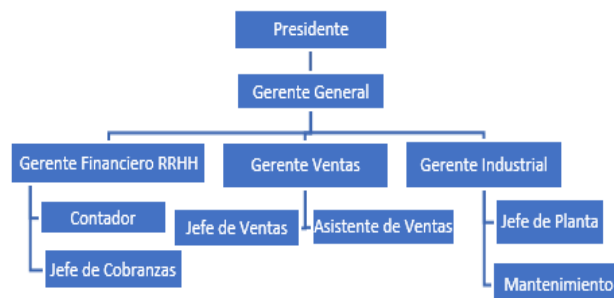 Presidente
Gerente General
Gerente Financiero RRHH
Gerente Ventas
Gerente Industrial
Contador
Jefe de Ventas
Asistente de Ventas
Jefe de Planta
Jefe de Cobranzas
Mantenimiento